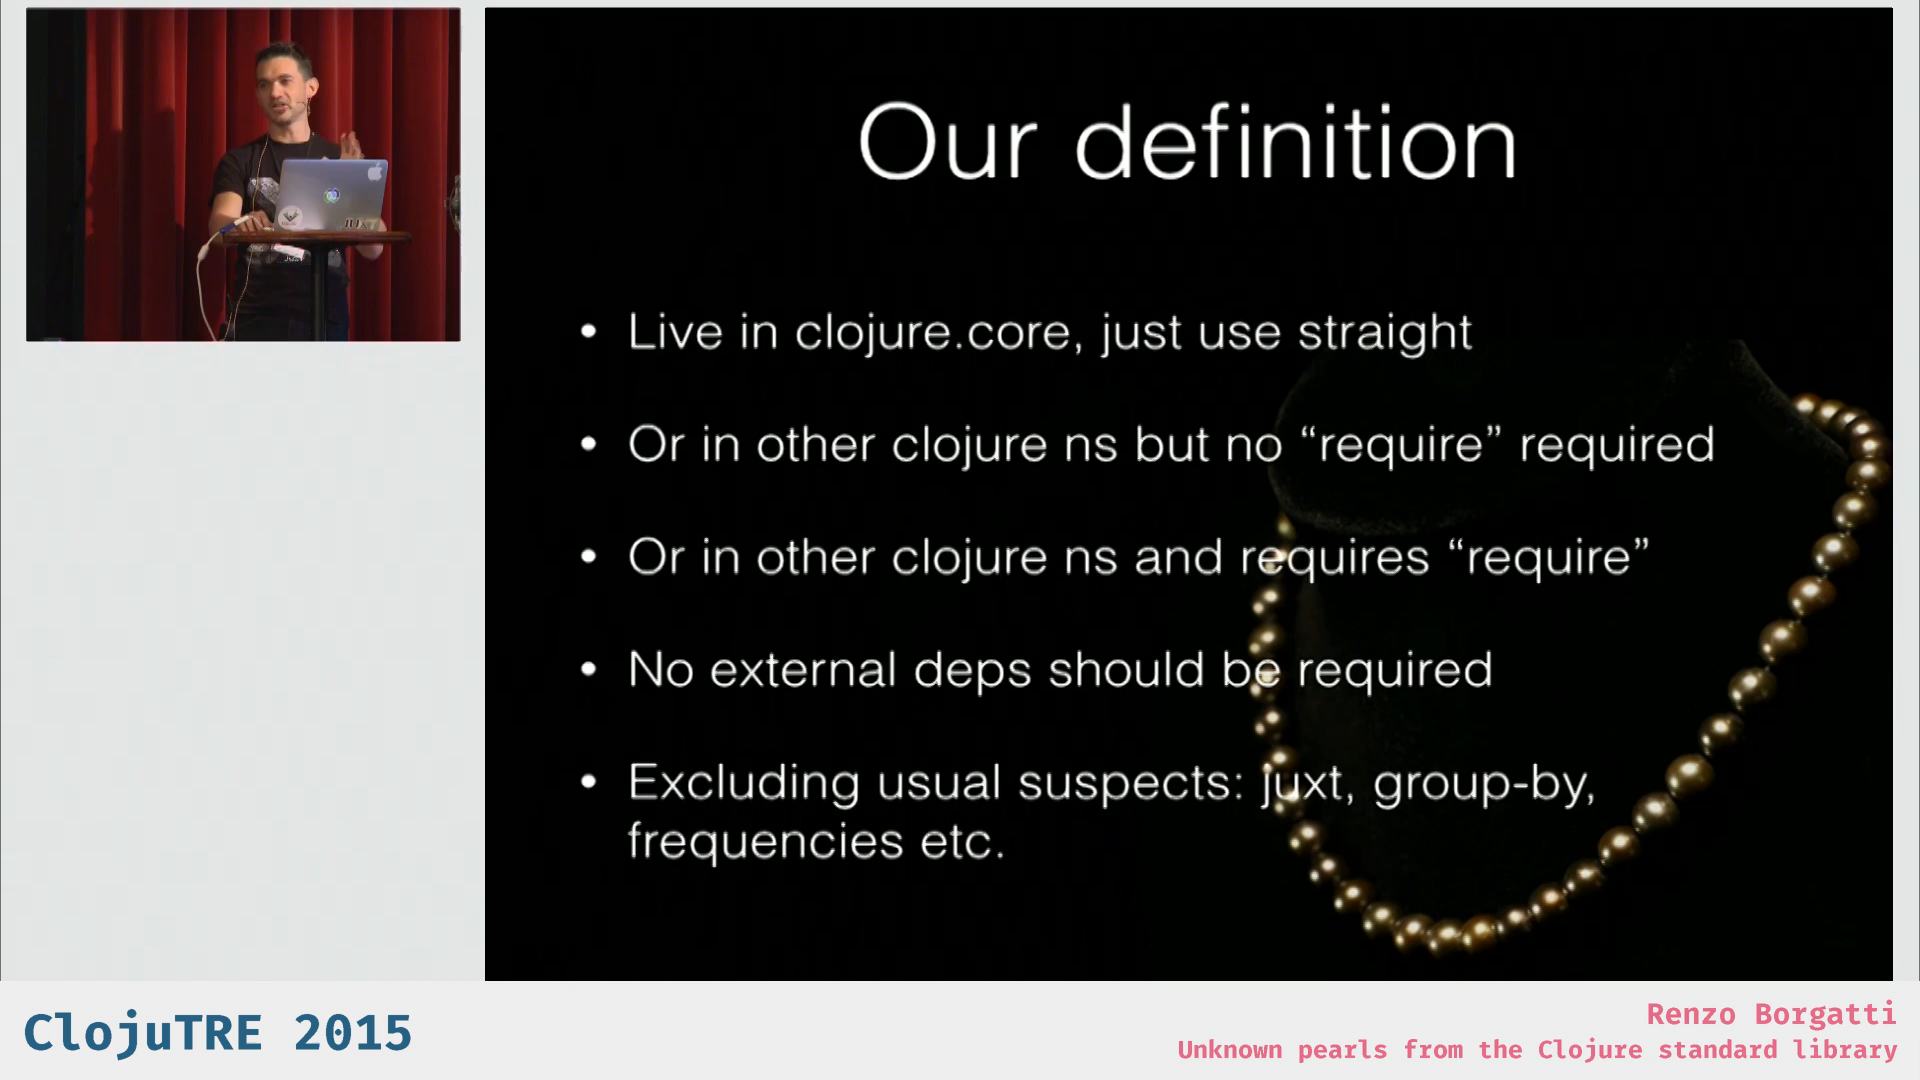 Our definition
• Live in clojure.core, just use straight
• Or in other clojure ns but no “require” required
• Or in other clojure ns and requires “require”
• No external deps should be required
• Excluding usual suspects: juxt, group-by,
frequencies etc.
ClojuTRE 2015
Renzo Borgatti
Unknown pearls from the Clojure standard library